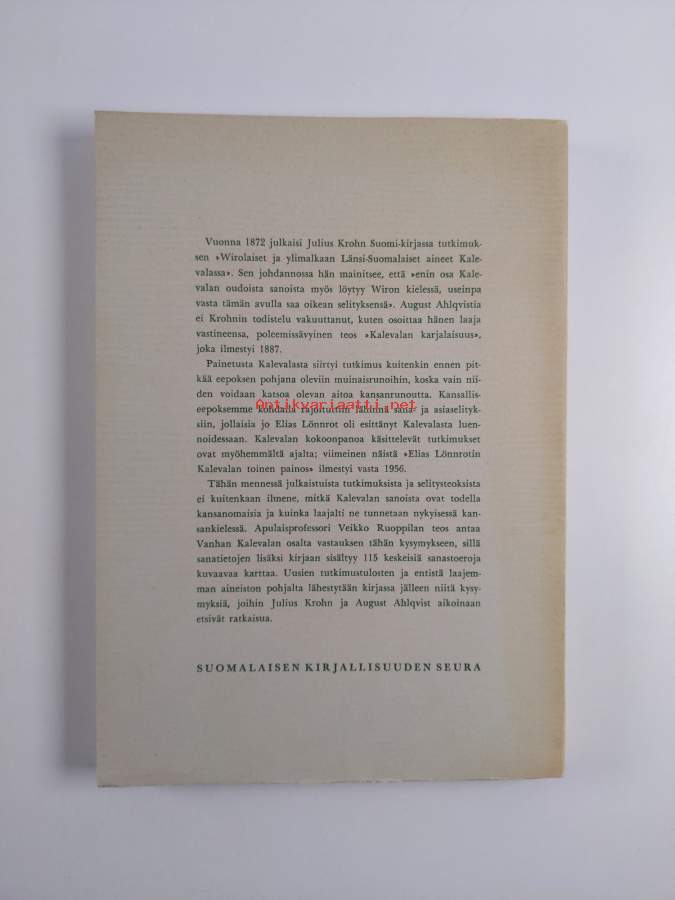 Vuonna 1872 julkaisi Julius Krohn Suomi-kirjassa tutkimuk-
sen »Wirolaiset ja ylimalkaan Länsi-Suomalaiset aineet Kale-
valassa». Sen johdannossa hän mainitsee, että »enin osa Kale-
valan oudoista sanoista myös löytyy Wiron kielessä, useinpa
vasta tämän avulla saa oikean selityksensä». August Ahlqvistia
ei Krohnin todistelu vakuuttanut, kuten osoittaa hänen laaja
vastineensa, poleemissävyinen teos »Kalevalan karjalaisuus»,
joka ilmestyi 1887.
Painetusta Kalevalasta siirtyi tutkimus kuitenkin ennen pit-
kää eepoksen pohjana oleviin muinaisrunoihin, koska vain nii-
den voidaan katsoa olevan aitoa kansanrunoutta. Kansallis-
eepoksemme kohdalla rajoituttiin lähinnä sana- ja asiaselityk-
Antikvariaatti.net
siin, jollaisia jo Elias Lönnrot oli esittänyt Kalevalasta luen-
noidessaan. Kalevalan kokoonpanoa käsittelevät tutkimukset
ovat myöhemmältä ajalta; viimeinen näistä »Elias Lönnrotin
Kalevalan toinen painos» ilmestyi vasta 1956.
Tähän mennessä julkaistuista tutkimuksista ja selitysteoksista
ei kuitenkaan ilmene, mitkä Kalevalan sanoista ovat todella
kansanomaisia ja kuinka laajalti ne tunnetaan nykyisessä kan-
sankielessä. Apulaisprofessori Veikko Ruoppilan teos antaa
Vanhan Kalevalan osalta vastauksen tähän kysymykseen, sillä
sanatietojen lisäksi kirjaan sisältyy 115 keskeisiä sanastoeroja
kuvaavaa karttaa. Uusien tutkimustulosten ja entistä laajem-
man aineiston pohjalta lähestytään kirjassa jälleen niitä kysy-
myksiä, joihin Julius Krohn ja August Ahlqvist aikoinaan
etsivät ratkaisua.
SUOMALAISEN KIRJALLISUUDEN SEURA